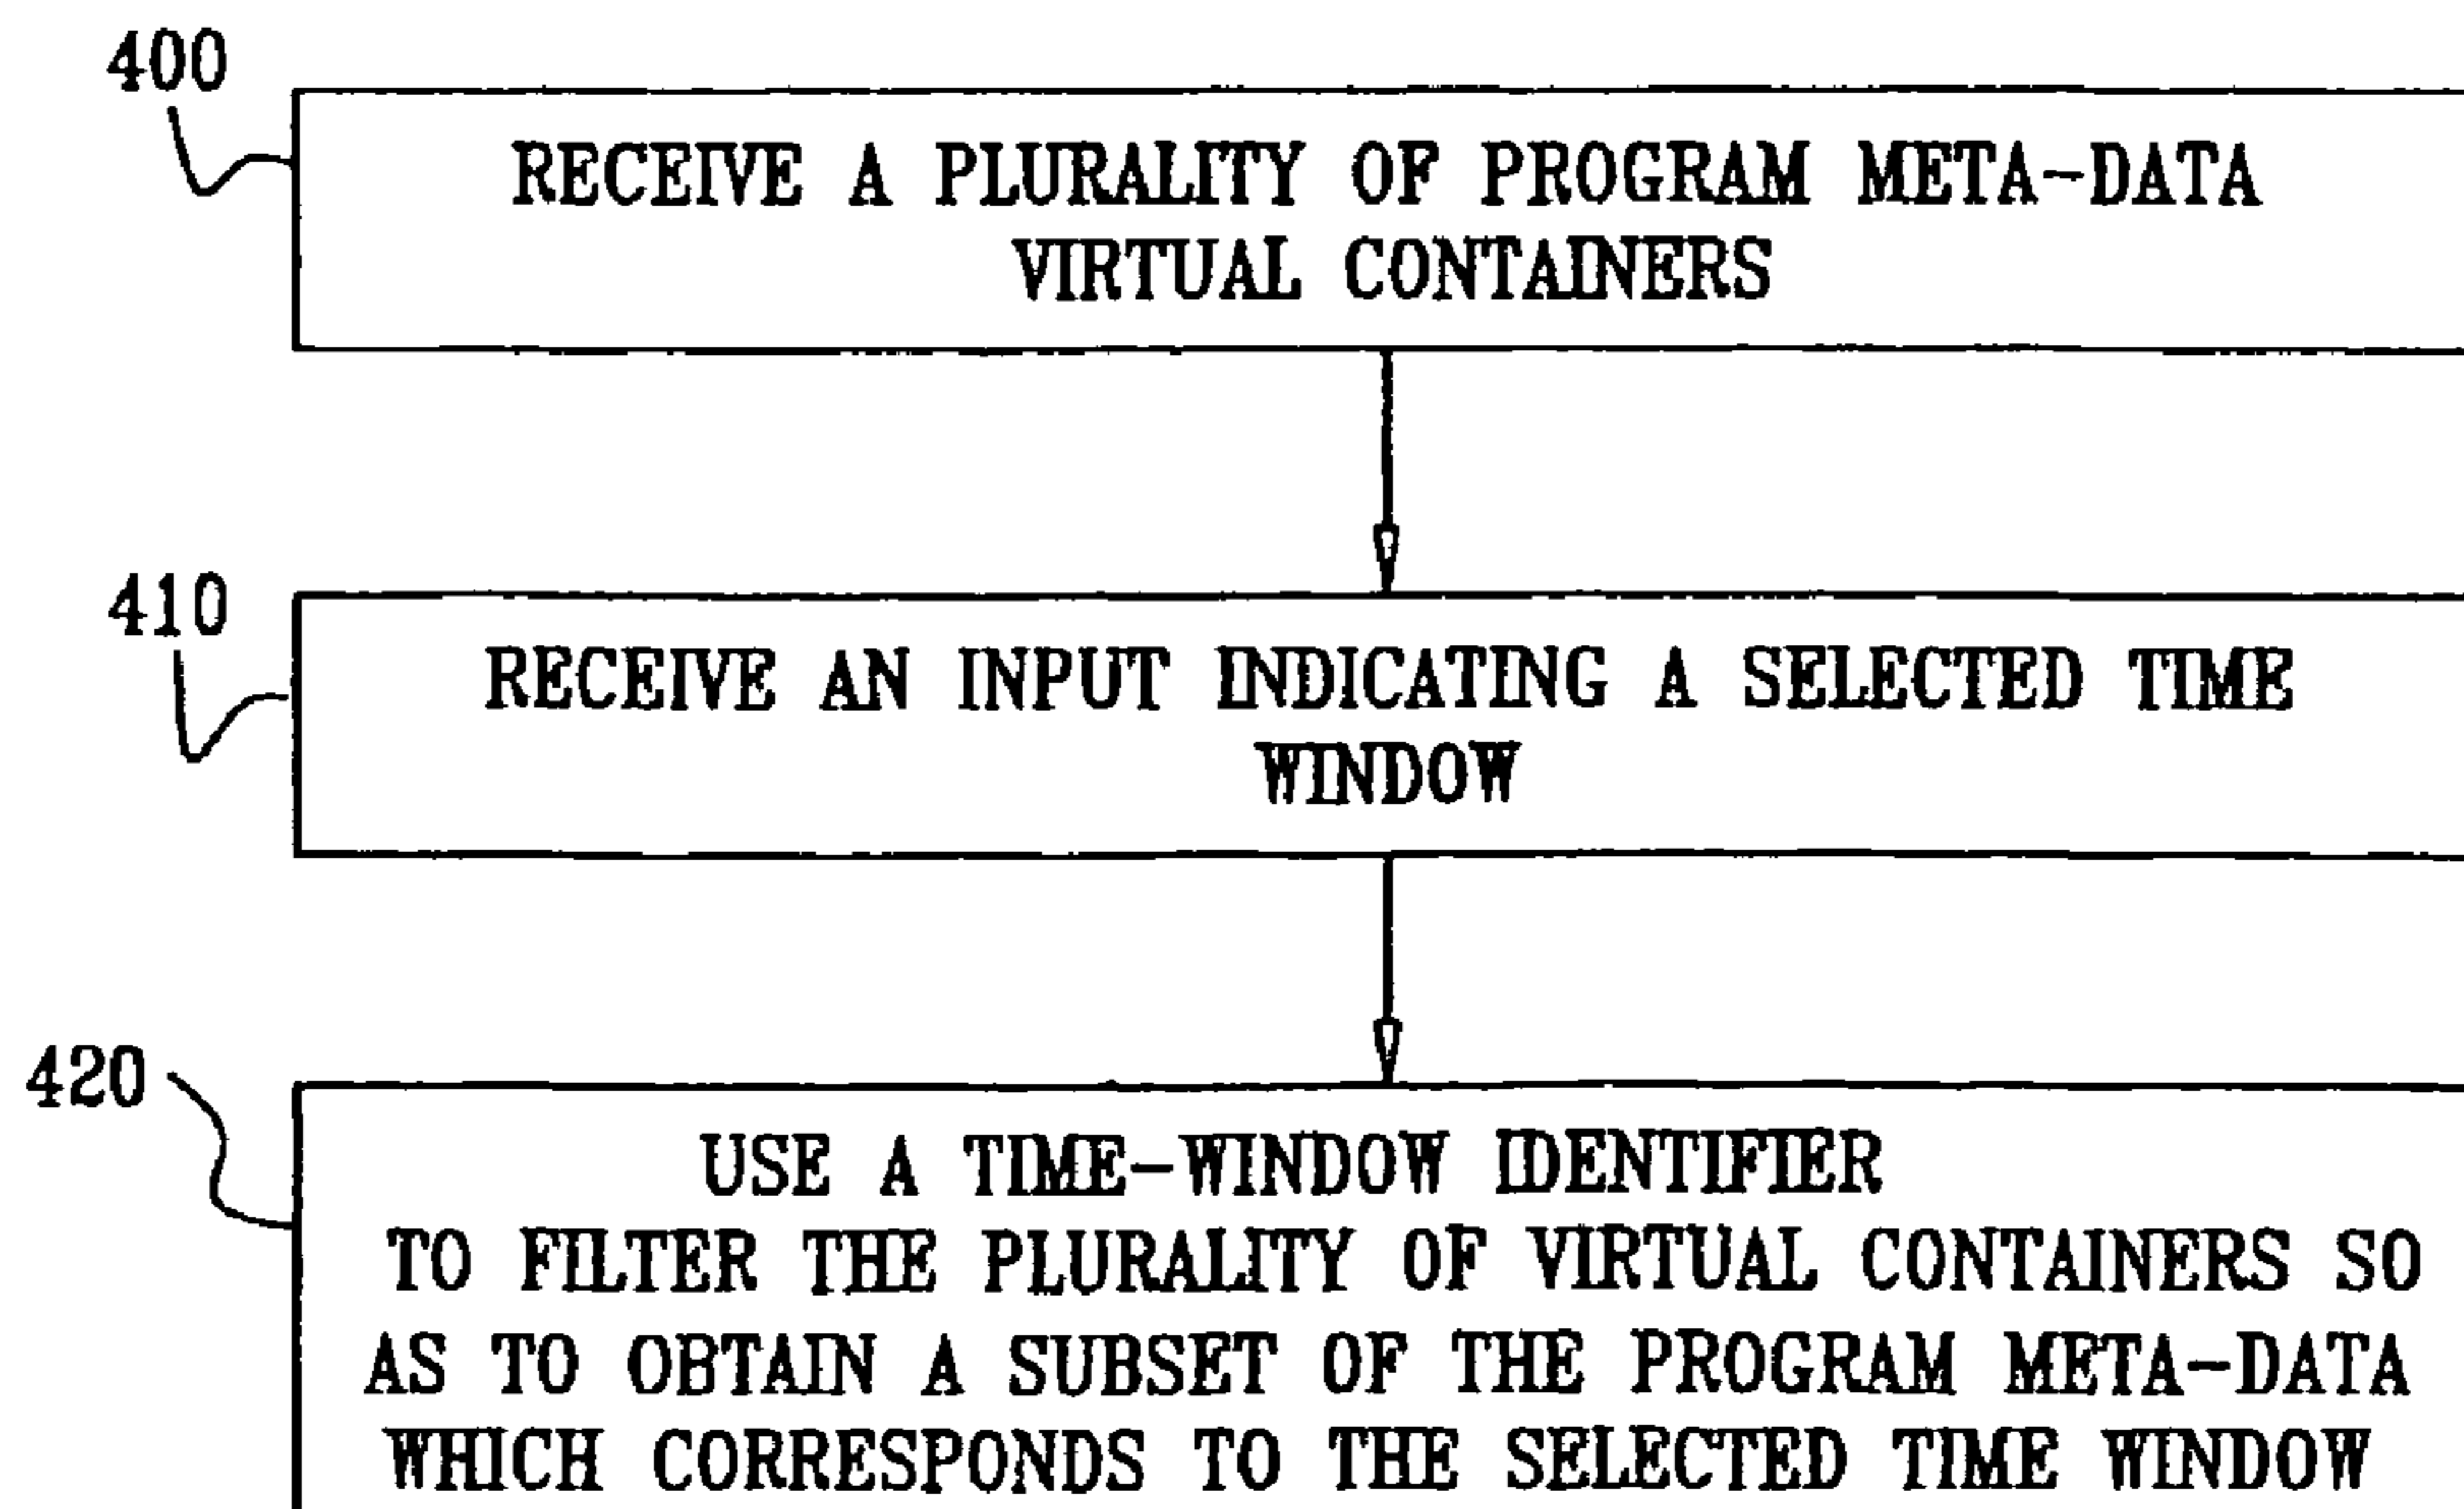 400
RECEIVE A PLURALITY OF PROGRAM META-DATA
VIRTUAL CONTAINERS
410
RECEIVE AN INPUT INDICATING A SELECTED TIME
WINDOW
420
USE A TIME-WINDOW IDENTIFIER
TO FILTER THE PLURALITY OF VIRTUAL CONTAINERS SO
AS TO OBTAIN A SUBSET OF THE PROGRAM META-DATA
WHICH CORRESPONDS TO THE SELECTED TIME WINDOW